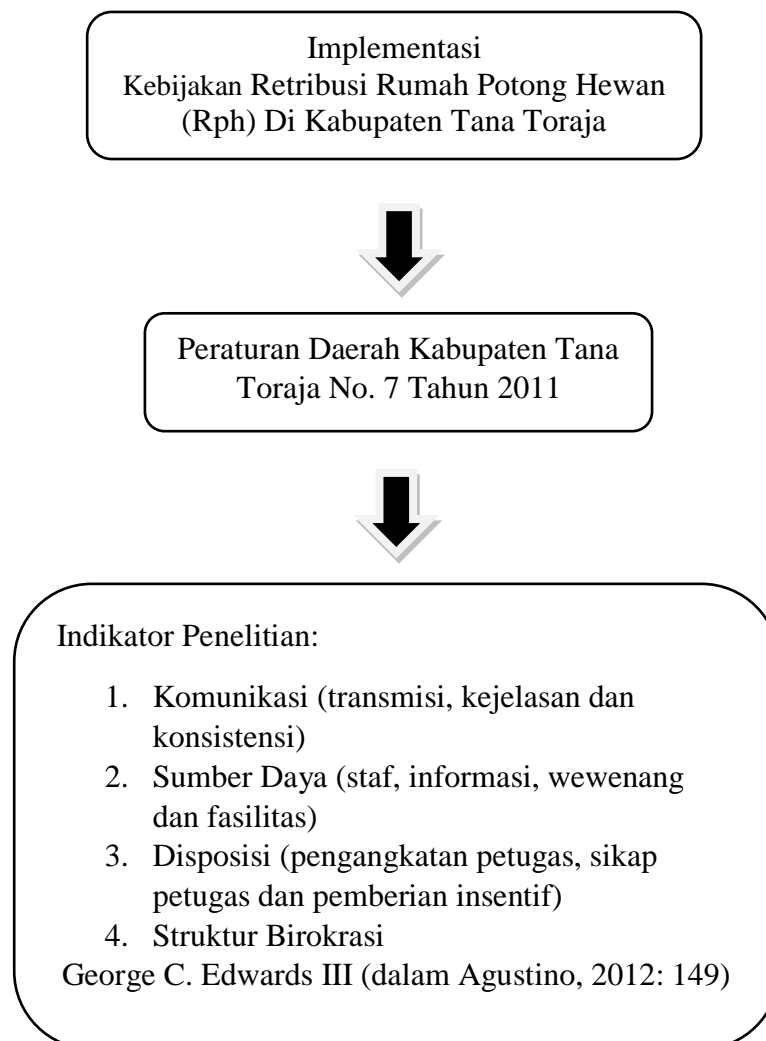 Implementasi
Kebijakan Retribusi Rumah Potong Hewan
(Rph) Di Kabupaten Tana Toraja
Peraturan Daerah Kabupaten Tana
Toraja No. 7 Tahun 2011
Indikator Penelitian:
1. Komunikasi (transmisi, kejelasan dan
konsistensi)
2. Sumber Daya (staf, informasi, wewenang
dan fasilitas)
3. Disposisi (pengangkatan petugas, sikap
petugas dan pemberian insentif)
4. Struktur Birokrasi
George C. Edwards III (dalam Agustino, 2012: 149)